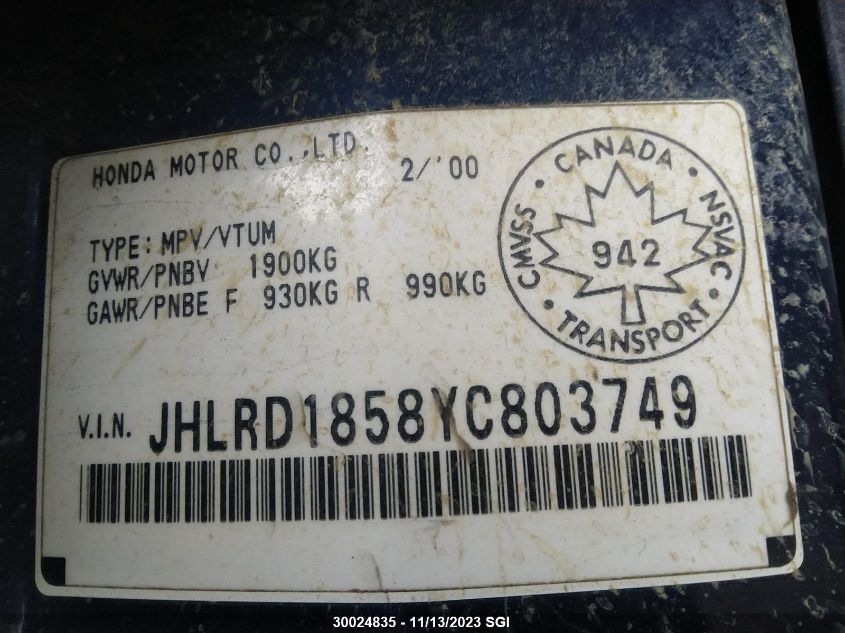 HONDA MOTOR CO.,LTD. 2/'00
TYPE: MPV/VTUM
GVWR/PNBV 1900KG
GAWR/PNBE F 930KG R 990KG
CMVSS · CANADA · NSVAC · TRANSPORT ·
942
V.I.N. JHLRD1858YC803749
30024835 - 11/13/2023 SGI